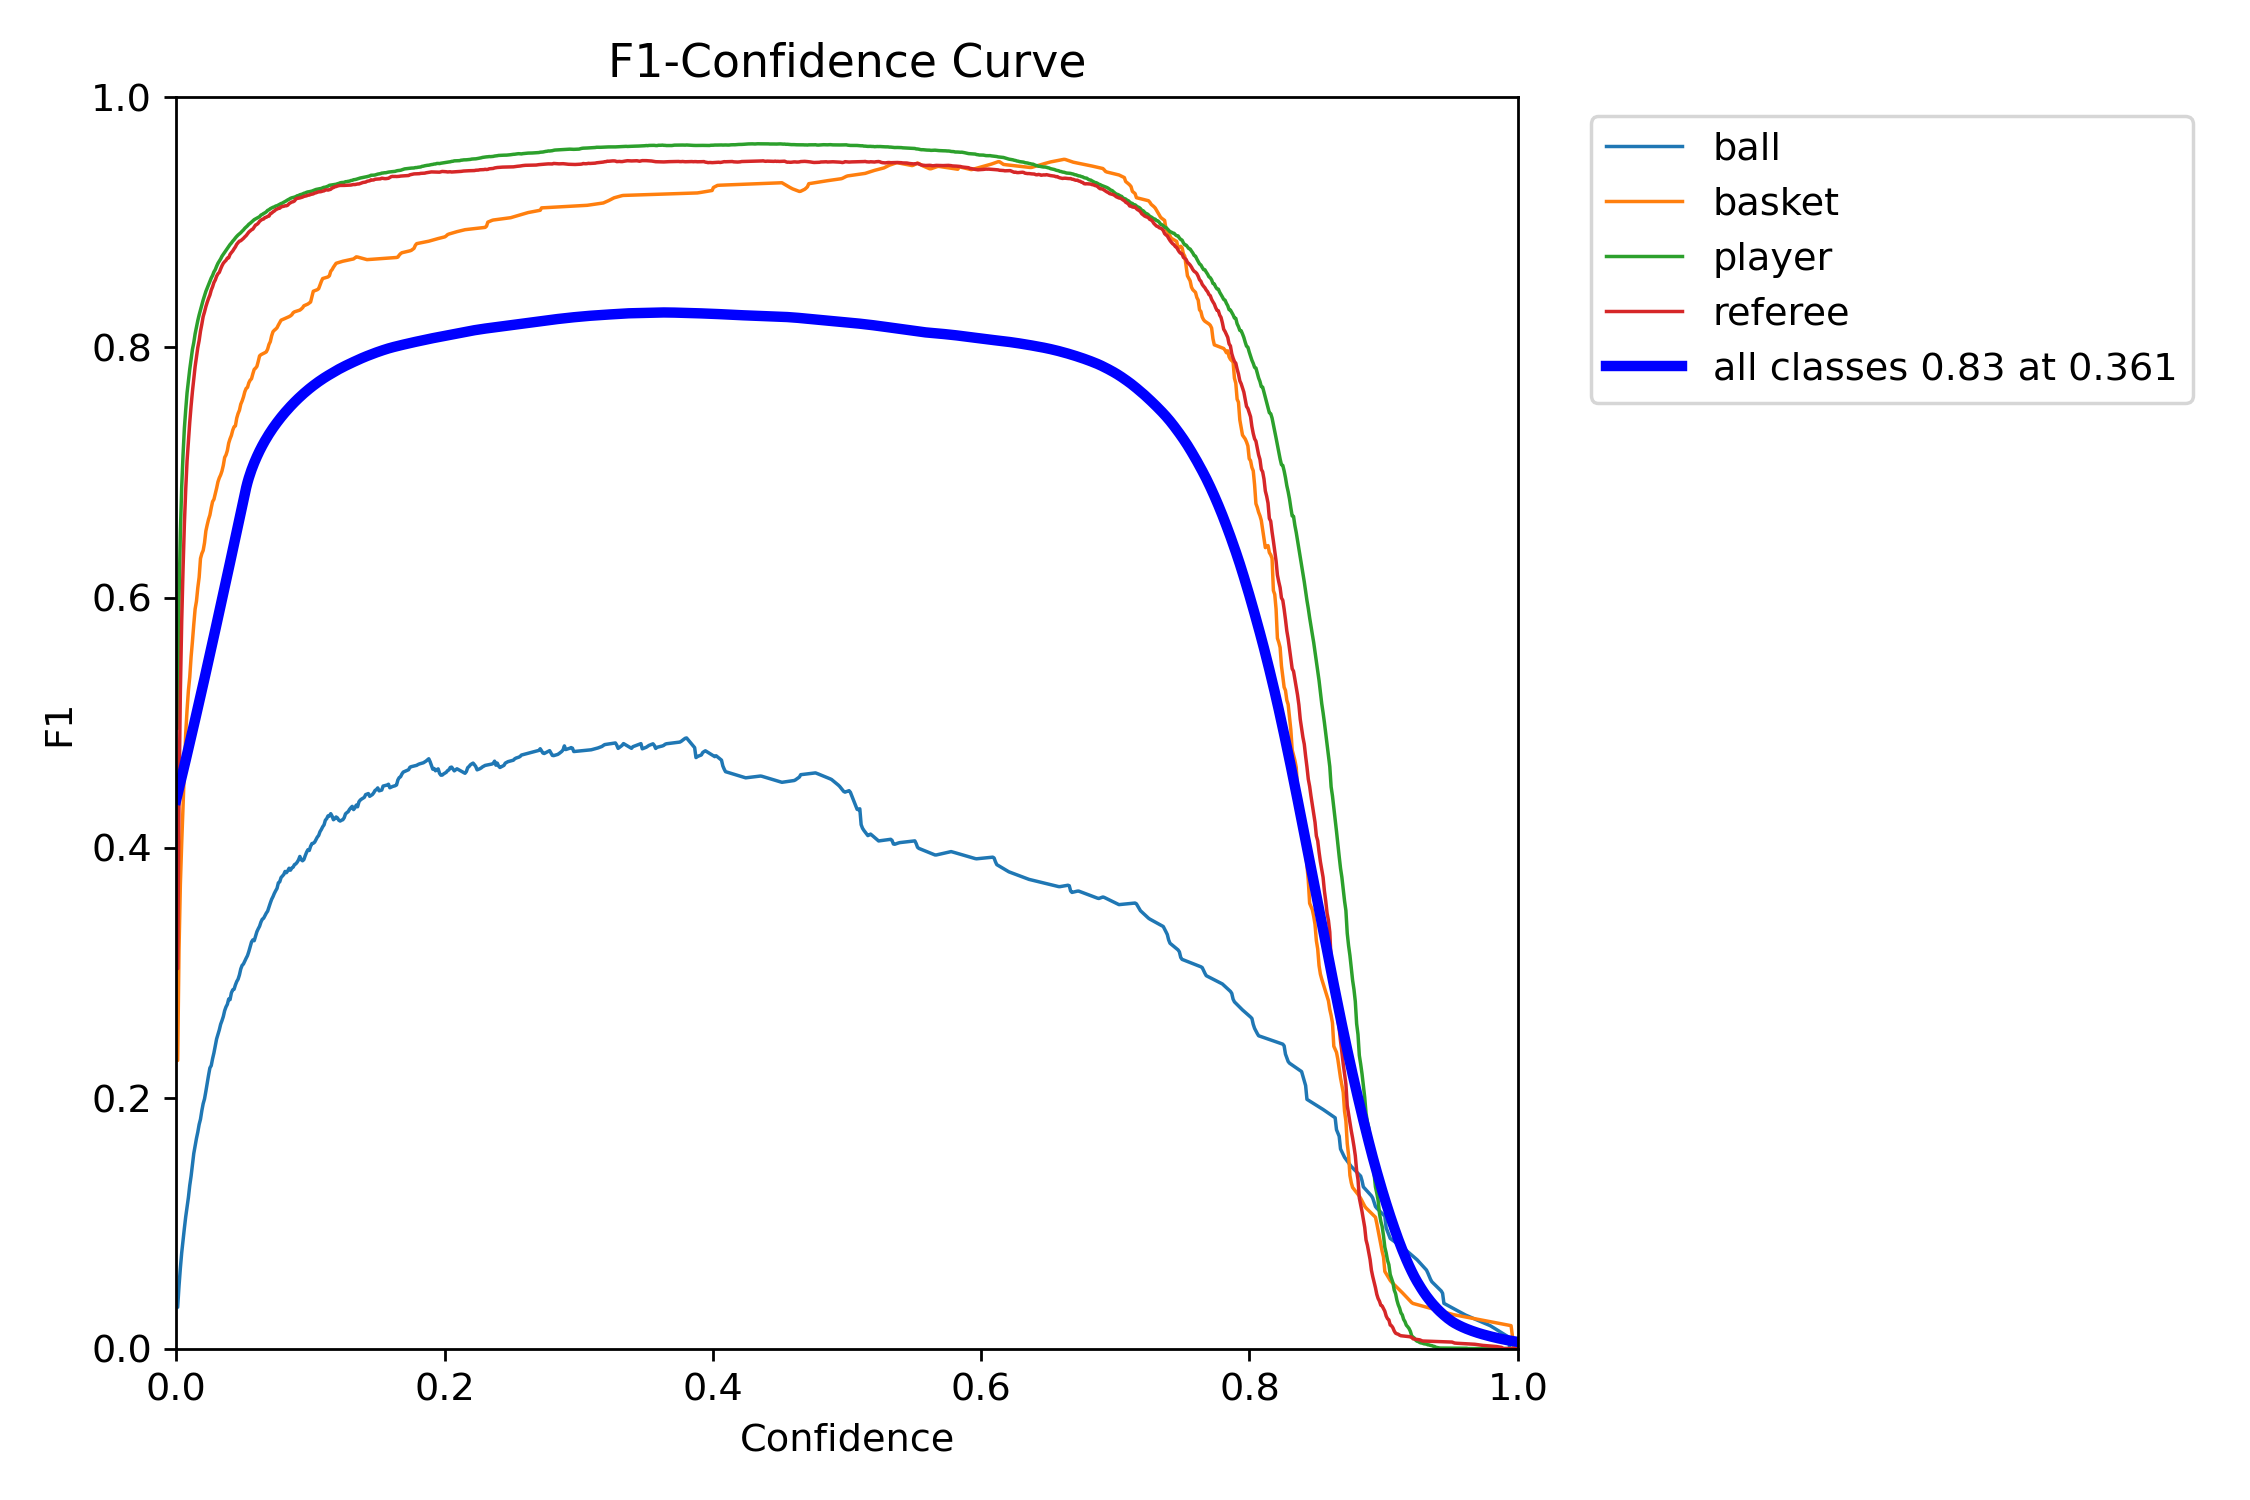 F1-Confidence Curve
1.0
0.8
0.6
0.4
0.2
0.0
F1
0.0 0.2 0.4 0.6 0.8 1.0
Confidence
ball
basket
player
referee
all classes 0.83 at 0.361